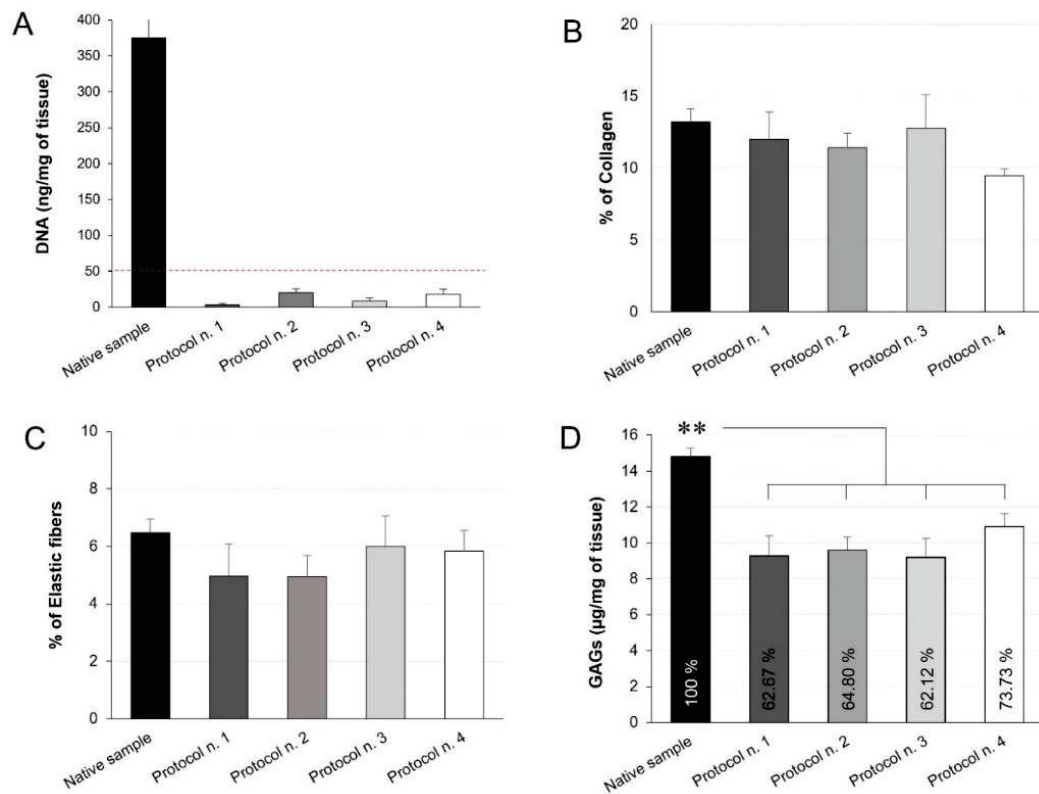 A
DNA (ng/mg of tissue)
400
350
300
250
200
150
100
50
0
Native sample
Protocol n. 1
Protocol n. 2
Protocol n. 3
Protocol n. 4
B
% of Collagen
20
15
10
5
0
Native sample
Protocol n. 1
Protocol n. 2
Protocol n. 3
Protocol n. 4
C
% of Elastic fibers
10
8
6
4
2
0
Native sample
Protocol n. 1
Protocol n. 2
Protocol n. 3
Protocol n. 4
D
GAGs (µg/mg of tissue)
16
14
12
10
8
6
4
2
0
**
100 %
62.67 %
64.80 %
62.12 %
73.73 %
Native sample
Protocol n. 1
Protocol n. 2
Protocol n. 3
Protocol n. 4